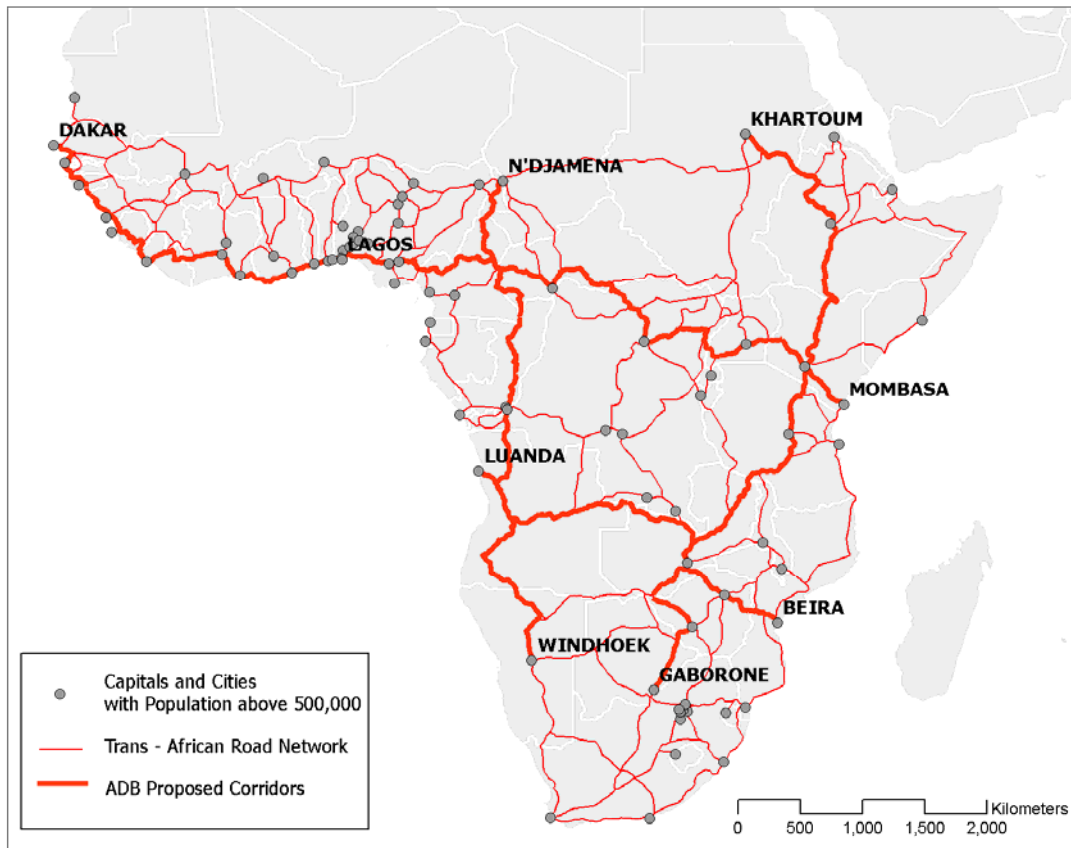 DAKAR
KHARTOUM
N'DJAMENA
LAGOS
MOMBASA
LUANDA
BEIRA
WINDHOEK
GABORONE
Capitals and Cities
with Population above 500,000
Trans - African Road Network
ADB Proposed Corridors
Kilometers
0 500 1,000 1,500 2,000